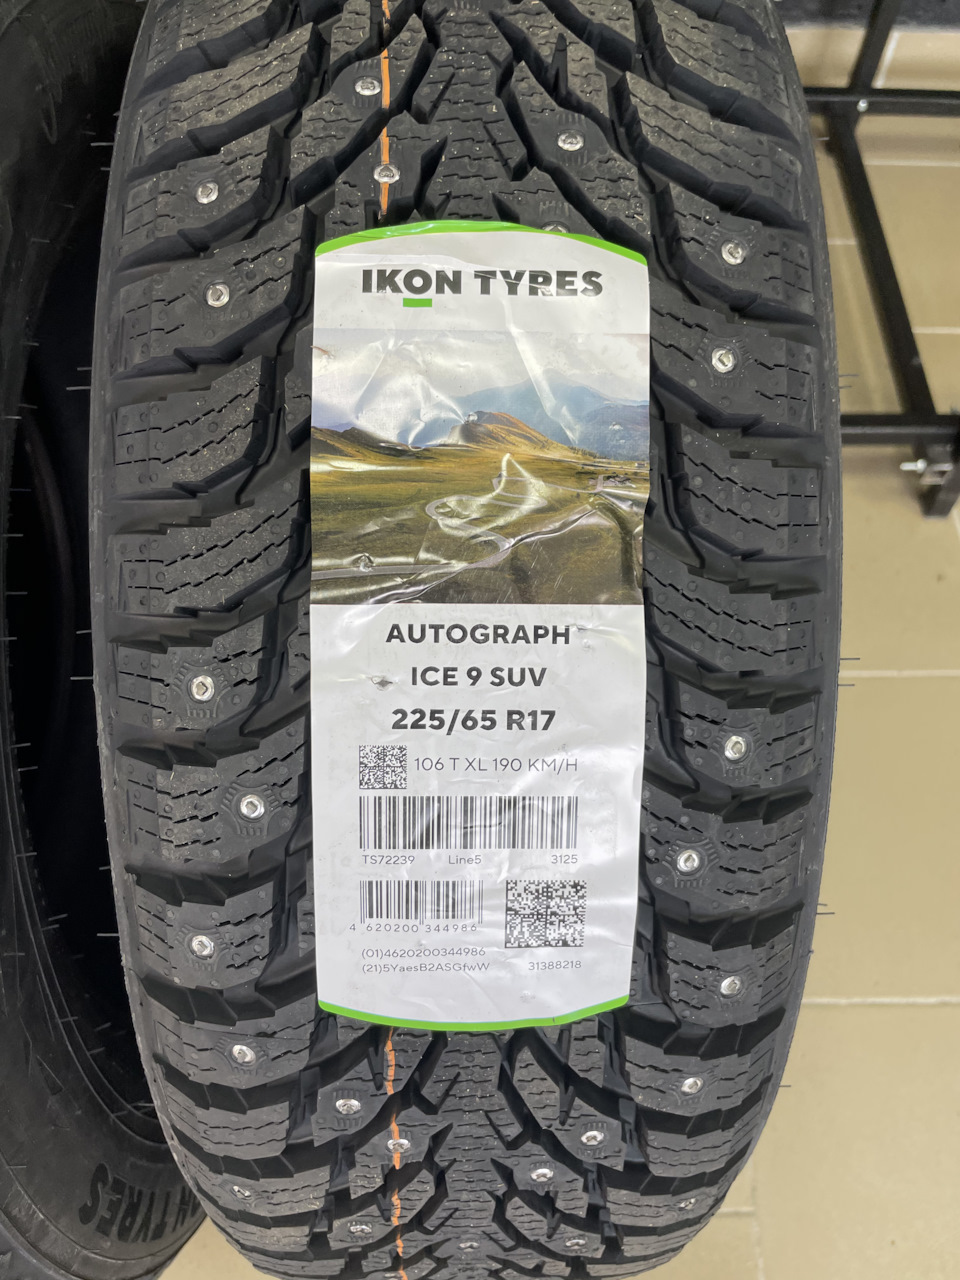 IKON TYRES
AUTOGRAPH
ICE 9 SUV
225/65 R17
106 T XL 190 KM/H
TS72239 Line5 3125
4 620200 344986
(01)4620200344986
(21)5YaesB2ASGfwW 31388218
TYRES